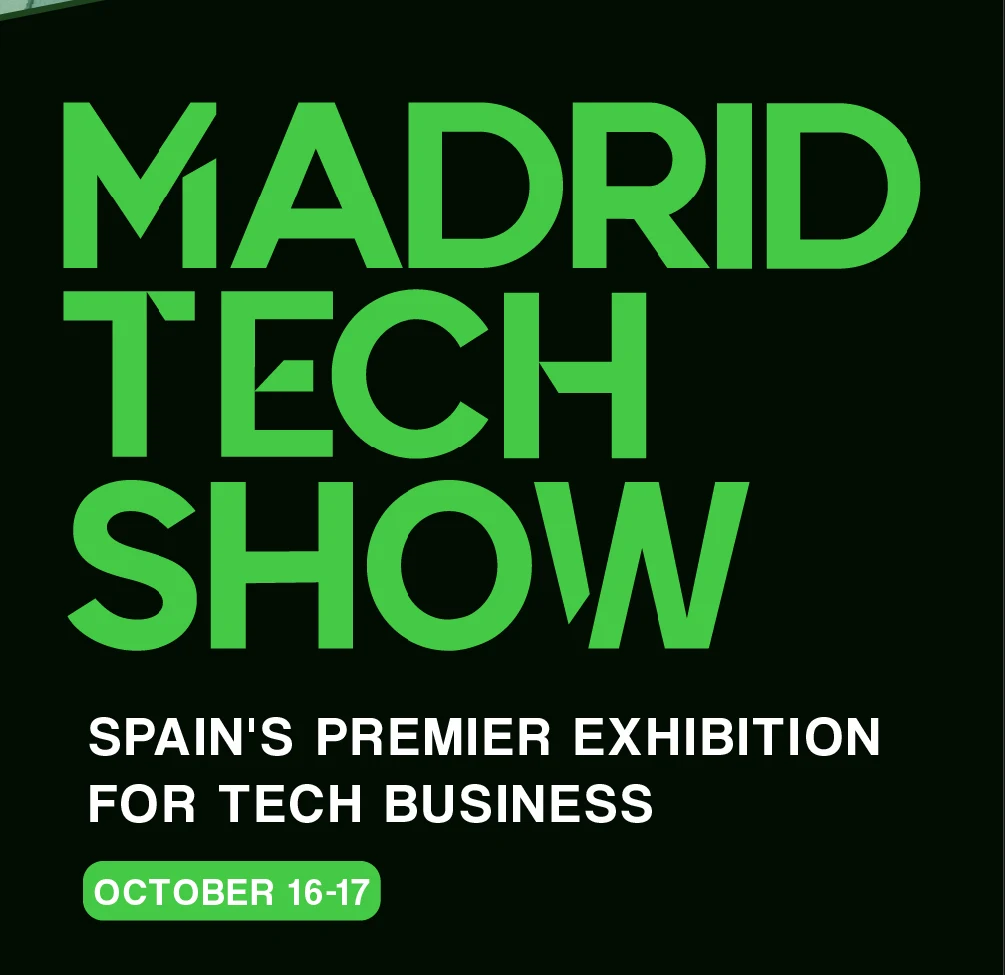 MADRID
TECH
SHOW
SPAIN'S PREMIER EXHIBITION
FOR TECH BUSINESS
OCTOBER 16-17